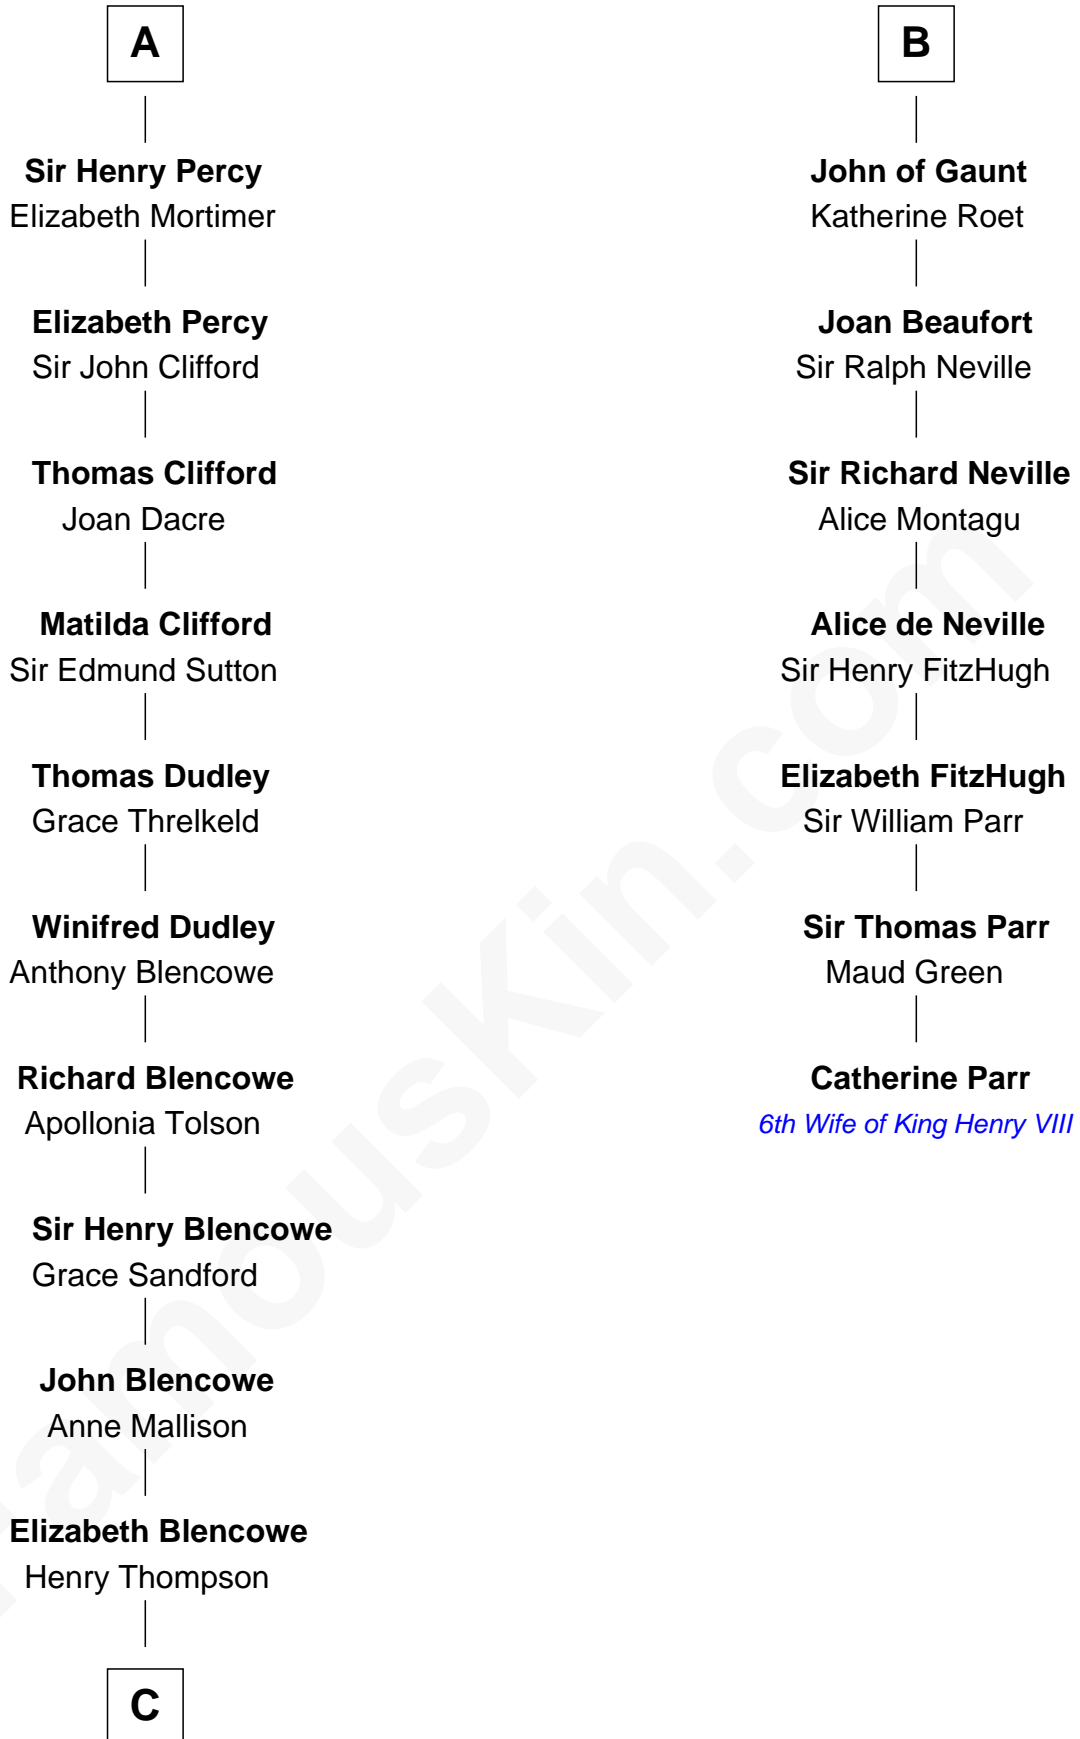 A
Sir Henry Percy
Elizabeth Mortimer
Elizabeth Percy
Sir John Clifford
Thomas Clifford
Joan Dacre
Matilda Clifford
Sir Edmund Sutton
Thomas Dudley
Grace Threlkeld
Winifred Dudley
Anthony Blencowe
Richard Blencowe
Apollonia Tolson
Sir Henry Blencowe
Grace Sandford
John Blencowe
Anne Mallison
Elizabeth Blencowe
Henry Thompson
C
B
John of Gaunt
Katherine Roet
Joan Beaufort
Sir Ralph Neville
Sir Richard Neville
Alice Montagu
Alice de Neville
Sir Henry FitzHugh
Elizabeth FitzHugh
Sir William Parr
Sir Thomas Parr
Maud Green
Catherine Parr
6th Wife of King Henry VIII
FamousKin.com